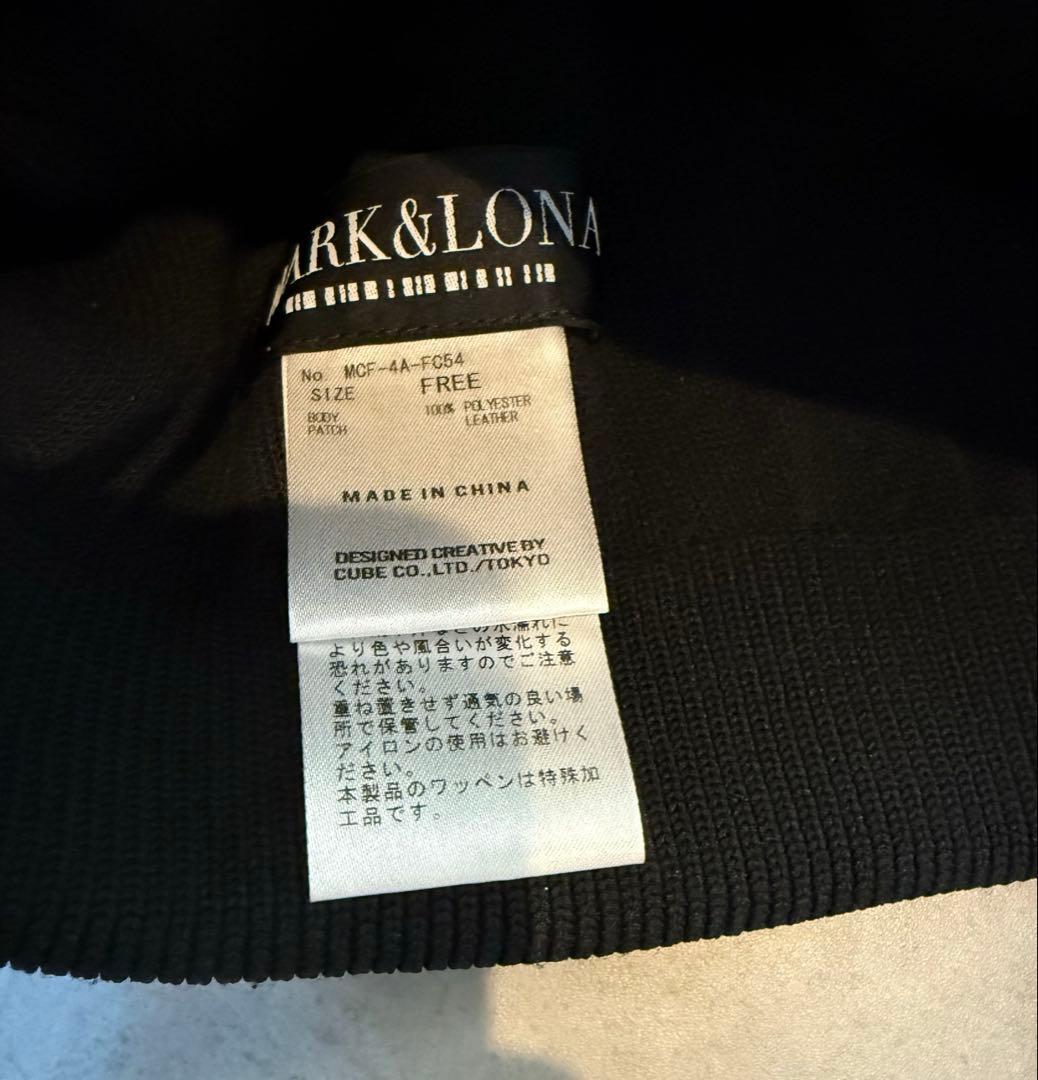 ARK&LONA
No MCF-4A-FC54
SIZE FREE
BODY 100% POLYESTER
PATCH LEATHER
MADE IN CHINA
DESIGNED CREATIVE BY
CUBE CO.,LTD./TOKYO
水濡れに
より色や風合いが変化する
恐れがありますのでご注意
ください。
重ね置きせず通気の良い場
所で保管してください。
アイロンの使用はお避けく
ださい。
本製品のワッペンは特殊加
工品です。